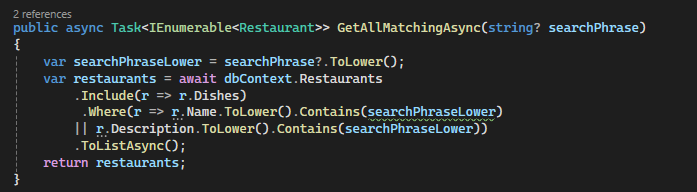 2 references
public async Task<IEnumerable<Restaurant>> GetAllMatchingAsync(string? searchPhrase)
{
var searchPhraseLower = searchPhrase?.ToLower();
var restaurants = await dbContext.Restaurants
.Include(r => r.Dishes)
.Where(r => r.Name.ToLower().Contains(searchPhraseLower)
|| r.Description.ToLower().Contains(searchPhraseLower))
.ToListAsync();
return restaurants;
}